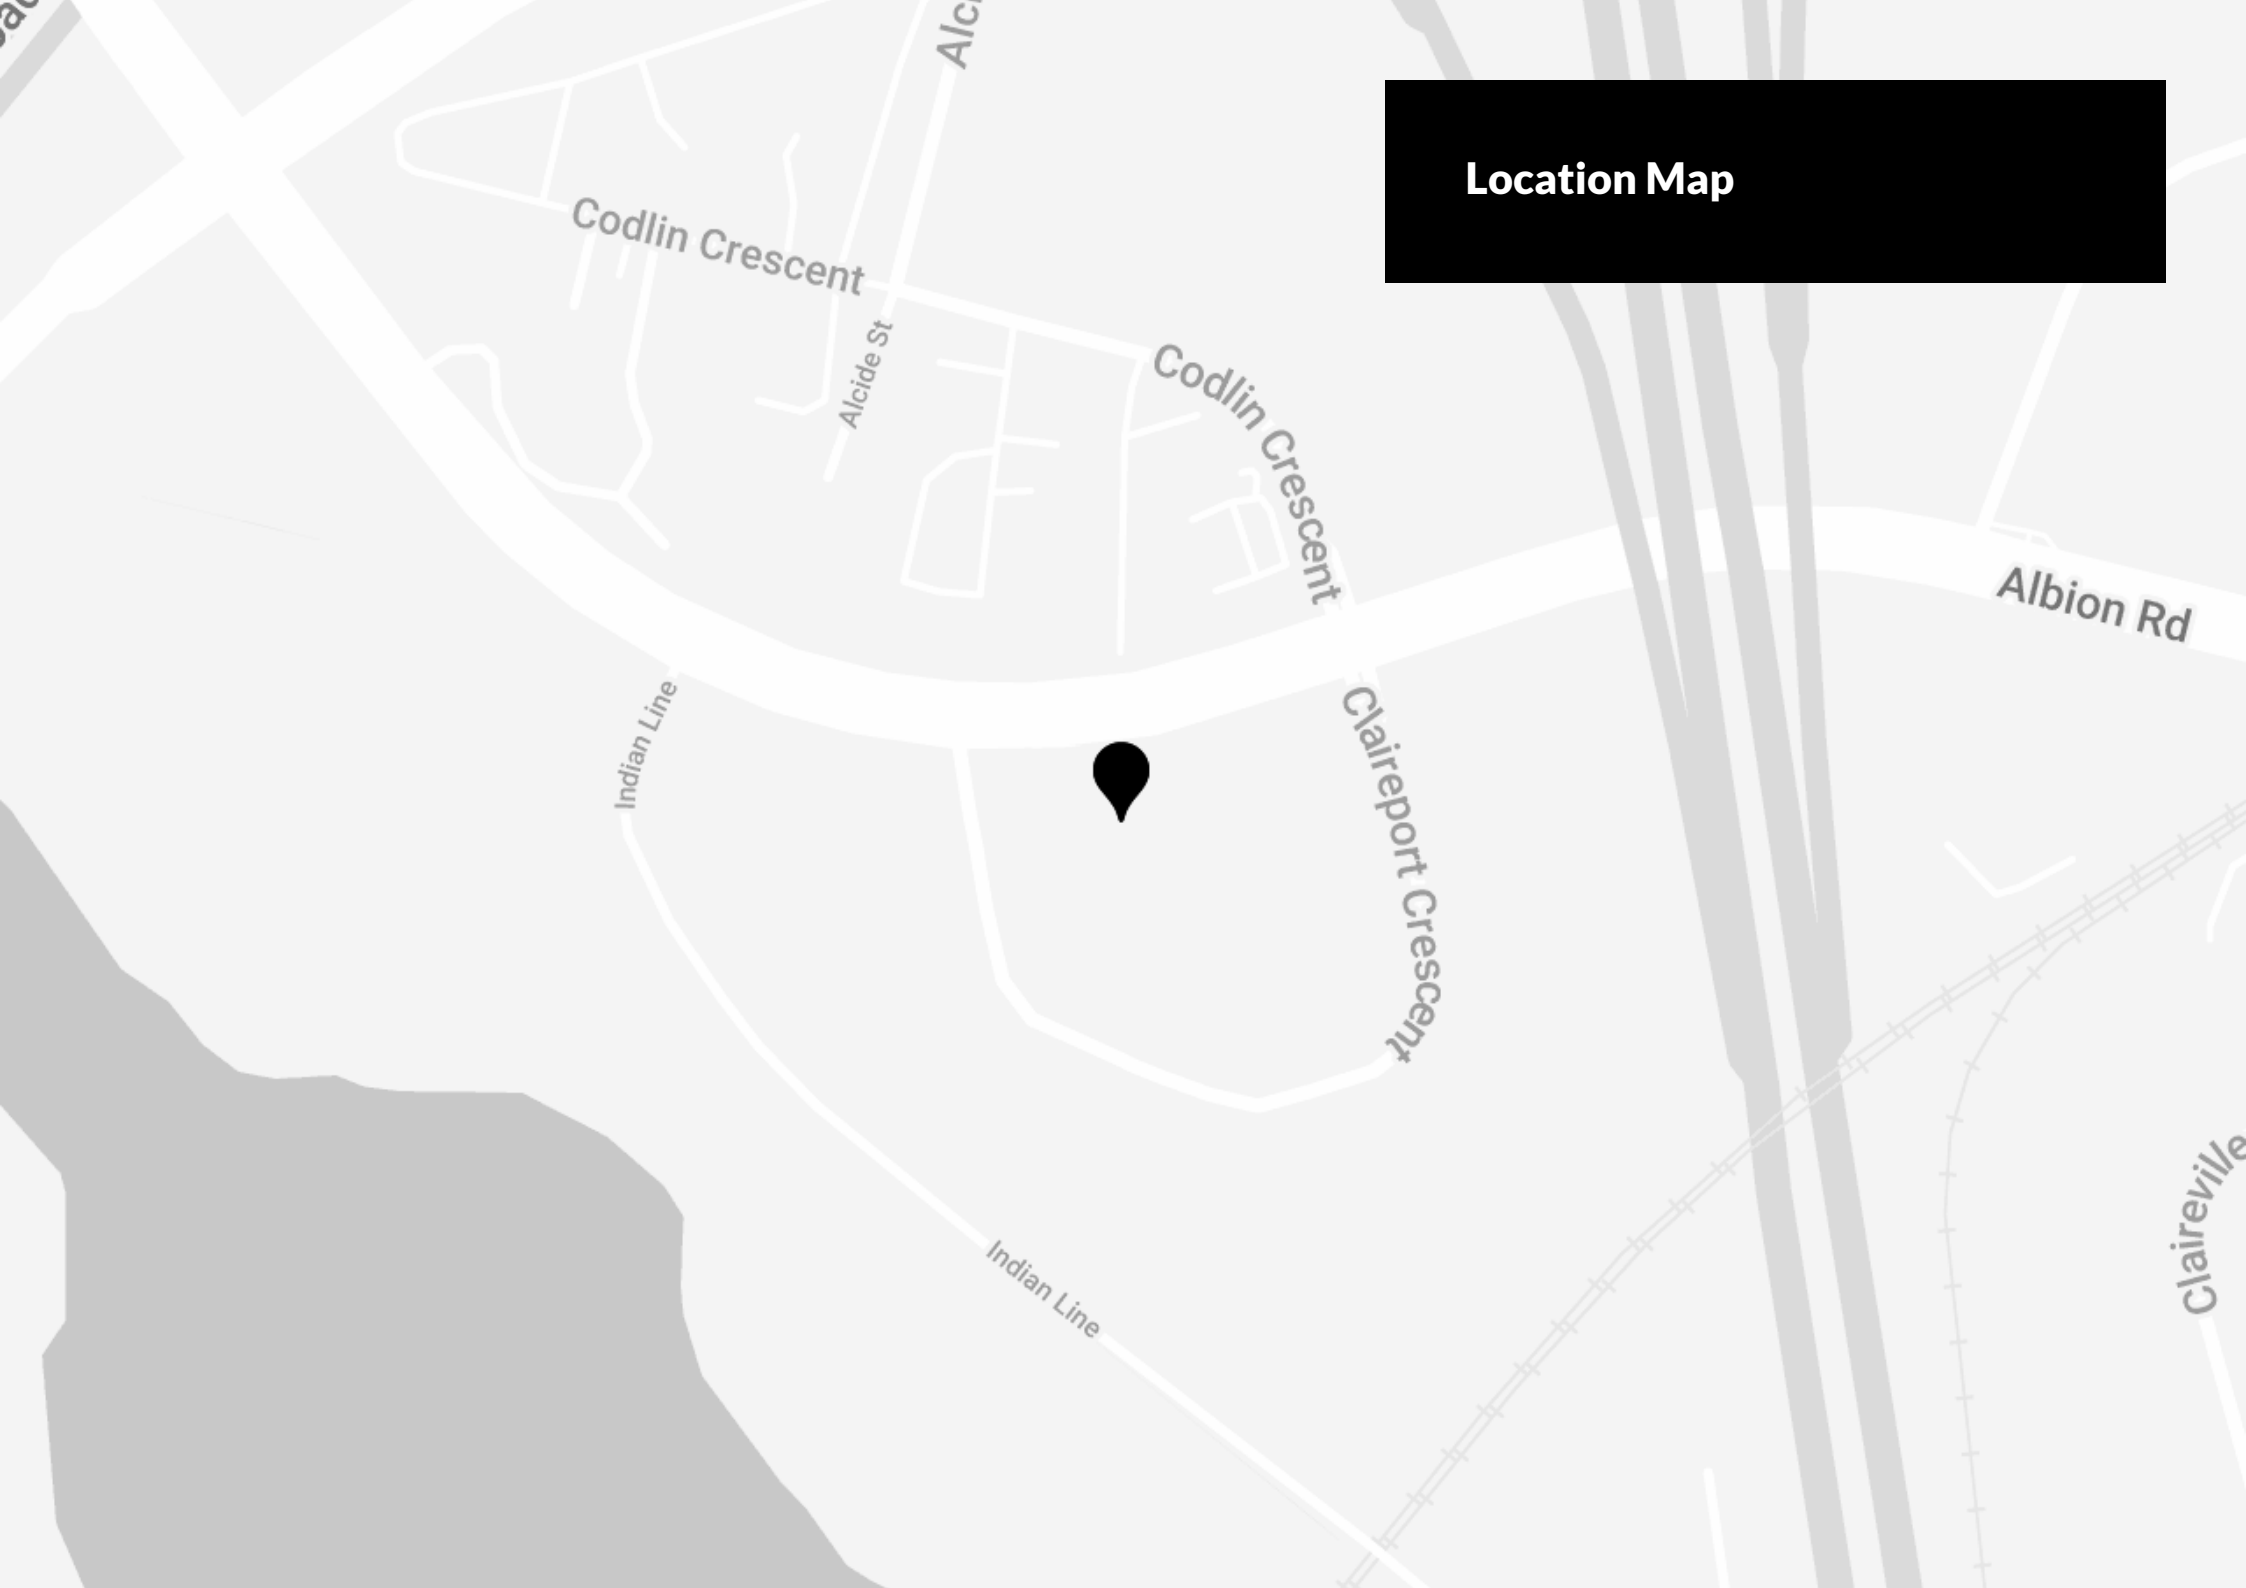 Location Map
Codlin Crescent
Alcide St
Codlin Crescent
Albion Rd
Indian Line
Claireport Crescent
Indian Line
Claireville